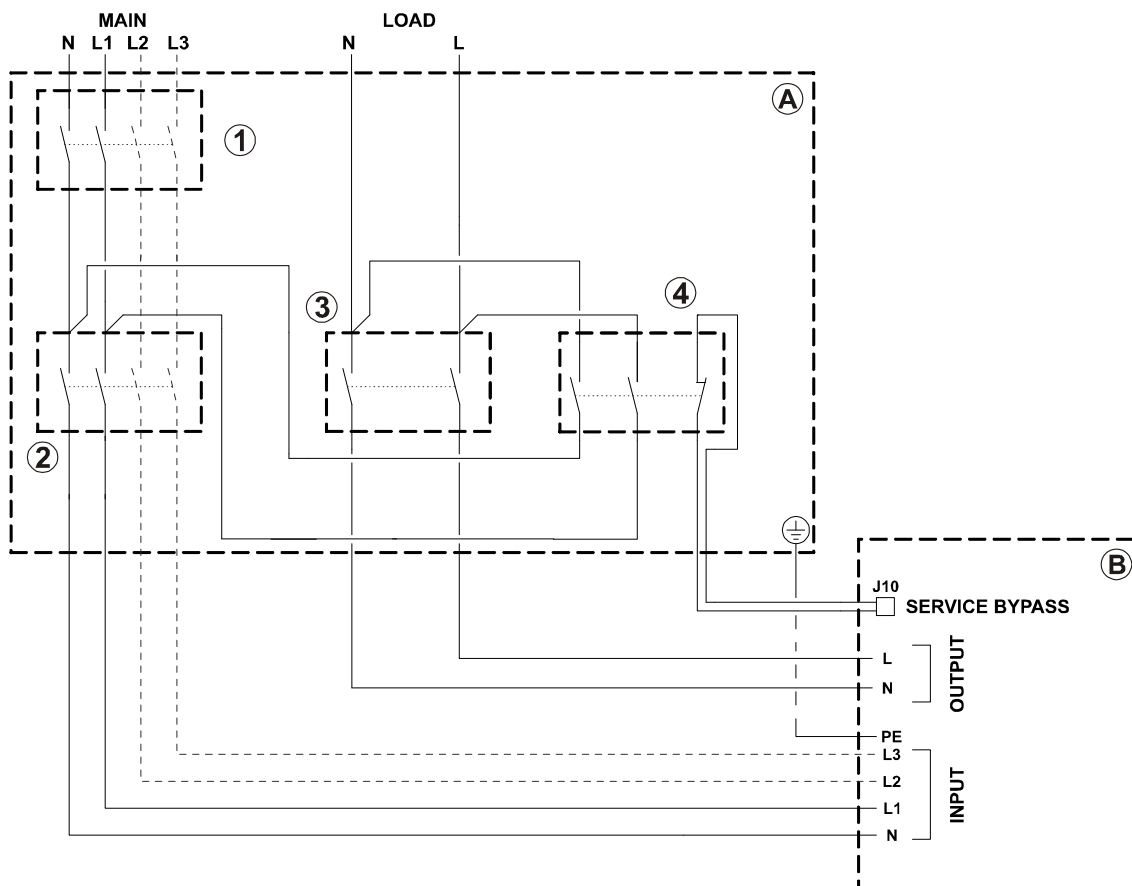 MAIN
LOAD
N L1 L2 L3
N L
A
1
3
4
2
B
J10
SERVICE BYPASS
L
N
OUTPUT
PE
L3
L2
L1
N
INPUT